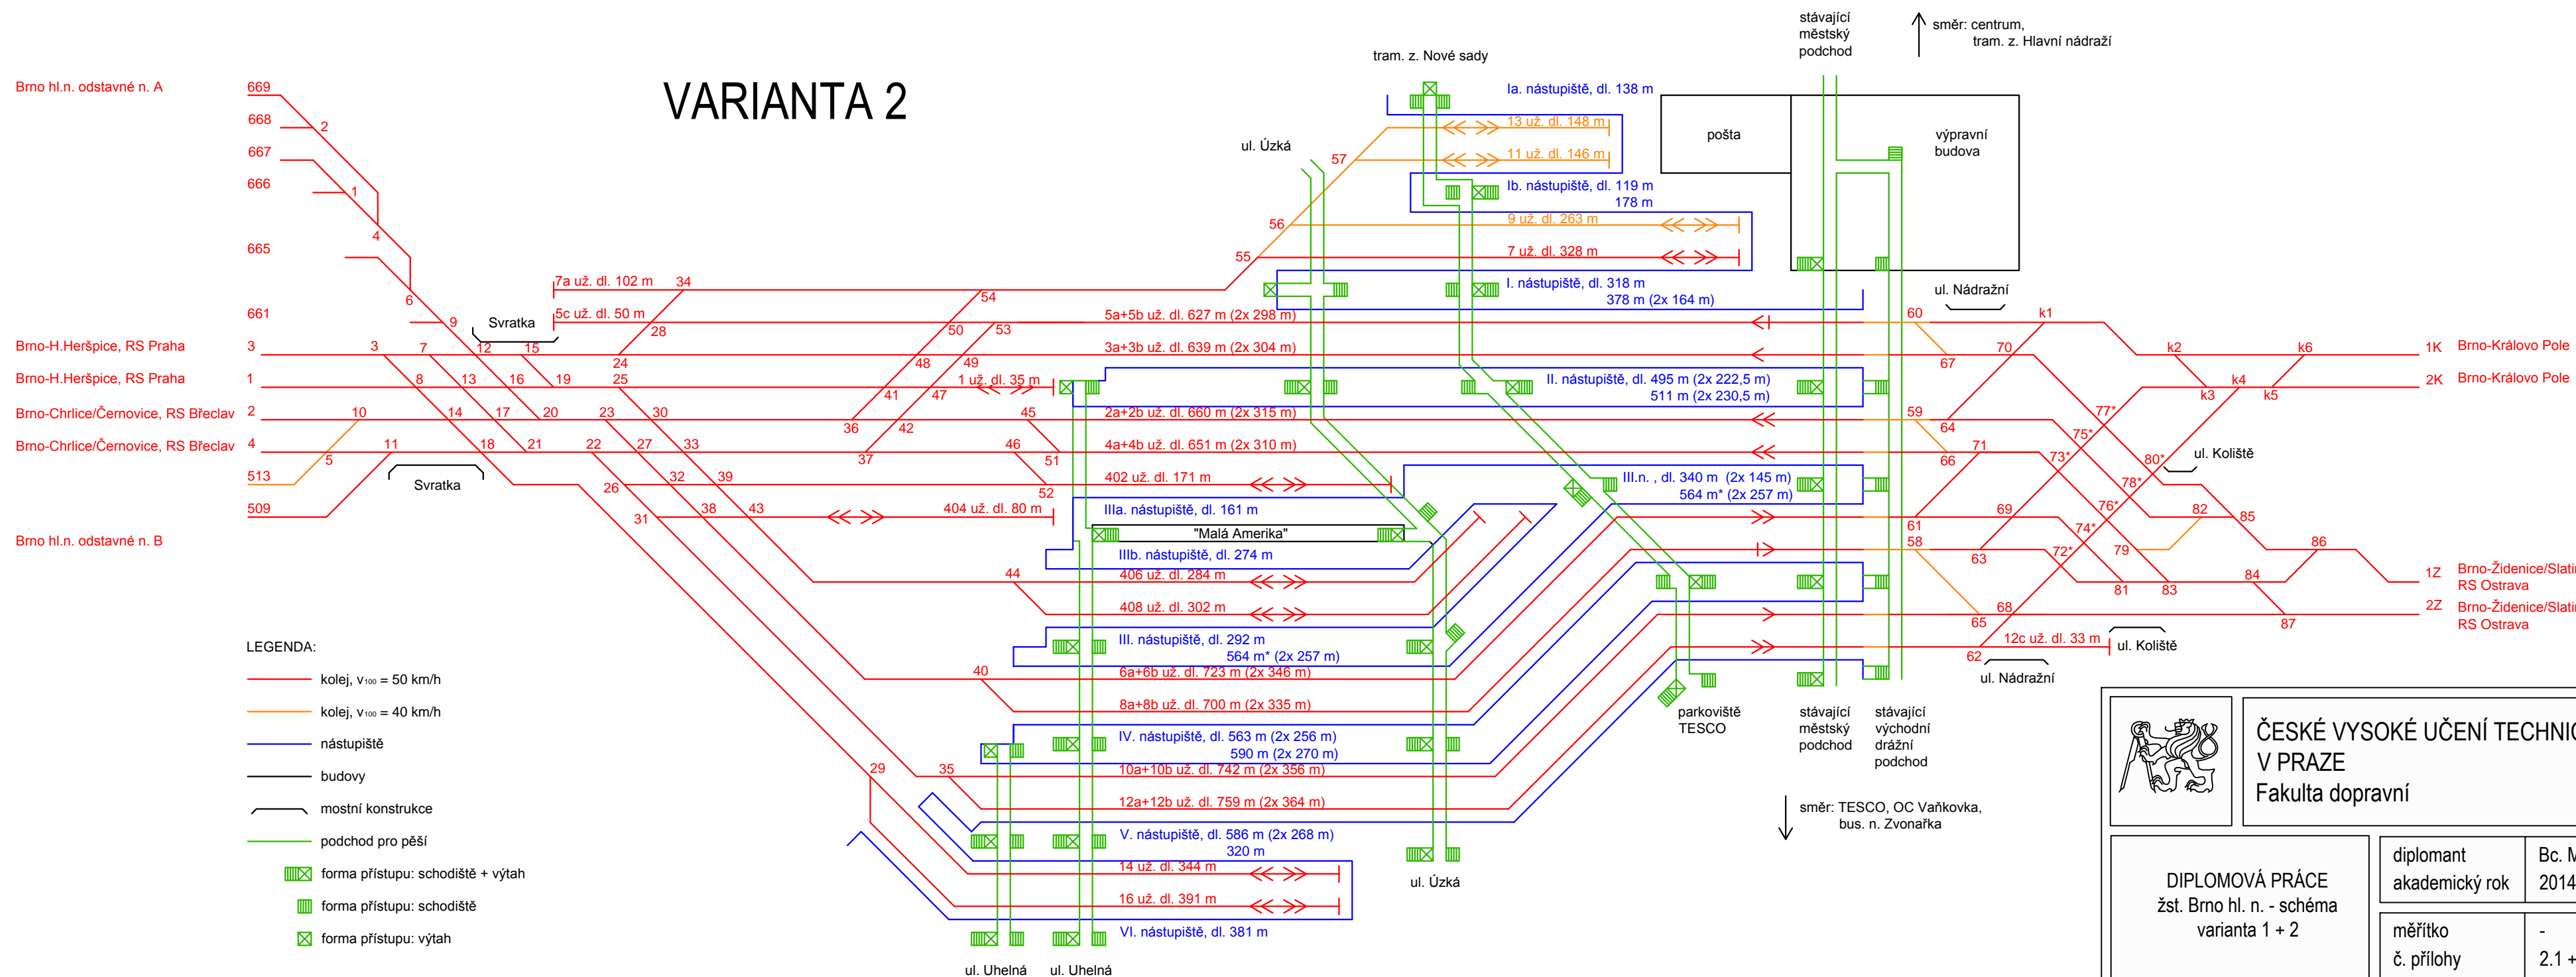 VARIANTA 2
Brno hl.n. odstavné n. A
669
668
667
666
665
661
Brno-H.Heršpice, RS Praha
3
Brno-H.Heršpice, RS Praha
1
Brno-Chrlice/Černovice, RS Břeclav
2
Brno-Chrlice/Černovice, RS Břeclav
4
513
509
Brno hl.n. odstavné n. B
2
1
4
6
9
3
7
12
15
8
13
16
19
10
14
17
20
5
11
18
21
Svratka
Svratka
7a už. dl. 102 m
34
5c už. dl. 50 m
28
24
25
23
30
22
27
33
26
32
39
31
38
43
54
50
53
48
49
41
47
36
42
45
37
46
51
52
44
40
29
35
55
56
57
tram. z. Nové sady
ul. Úzká
Ia. nástupiště, dl. 138 m
13 už. dl. 148 m
11 už. dl. 146 m
Ib. nástupiště, dl. 119 m
178 m
9 už. dl. 263 m
7 už. dl. 328 m
I. nástupiště, dl. 318 m
378 m (2x 164 m)
5a+5b už. dl. 627 m (2x 298 m)
3a+3b už. dl. 639 m (2x 304 m)
1 už. dl. 35 m
II. nástupiště, dl. 495 m (2x 222,5 m)
511 m (2x 230,5 m)
2a+2b už. dl. 660 m (2x 315 m)
4a+4b už. dl. 651 m (2x 310 m)
402 už. dl. 171 m
III.n. , dl. 340 m (2x 145 m)
564 m* (2x 257 m)
404 už. dl. 80 m
IIIa. nástupiště, dl. 161 m
"Malá Amerika"
IIIb. nástupiště, dl. 274 m
406 už. dl. 284 m
408 už. dl. 302 m
III. nástupiště, dl. 292 m
564 m* (2x 257 m)
6a+6b už. dl. 723 m (2x 346 m)
8a+8b už. dl. 700 m (2x 335 m)
IV. nástupiště, dl. 563 m (2x 256 m)
590 m (2x 270 m)
10a+10b už. dl. 742 m (2x 356 m)
12a+12b už. dl. 759 m (2x 364 m)
V. nástupiště, dl. 586 m (2x 268 m)
320 m
14 už. dl. 344 m
16 už. dl. 391 m
VI. nástupiště, dl. 381 m
ul. Uhelná
ul. Uhelná
ul. Úzká
stávající
městský
podchod
směr: centrum,
tram. z. Hlavní nádraží
pošta
výpravní
budova
ul. Nádražní
60
k1
67
70
k2
k6
k3
k4
k5
59
64
77*
75*
66
71
73*
80*
ul. Koliště
78*
76*
61
69
74*
82
85
58
63
72*
79
86
81
83
84
65
68
87
62
12c už. dl. 33 m
ul. Koliště
ul. Nádražní
1K
Brno-Královo Pole
2K
Brno-Královo Pole
1Z
Brno-Židenice/Slati
RS Ostrava
2Z
Brno-Židenice/Slati
RS Ostrava
parkoviště
TESCO
stávající
městský
podchod
stávající
východní
drážní
podchod
směr: TESCO, OC Vaňkovka,
bus. n. Zvonařka
LEGENDA:
kolej, v₁₀₀ = 50 km/h
kolej, v₁₀₀ = 40 km/h
nástupiště
budovy
mostní konstrukce
podchod pro pěší
forma přístupu: schodiště + výtah
forma přístupu: schodiště
forma přístupu: výtah
ČESKÉ VYSOKÉ UČENÍ TECHNIC
V PRAZE
Fakulta dopravní
DIPLOMOVÁ PRÁCE
žst. Brno hl. n. - schéma
varianta 1 + 2
diplomant
Bc. M
akademický rok
2014
měřítko
-
č. přílohy
2.1 +